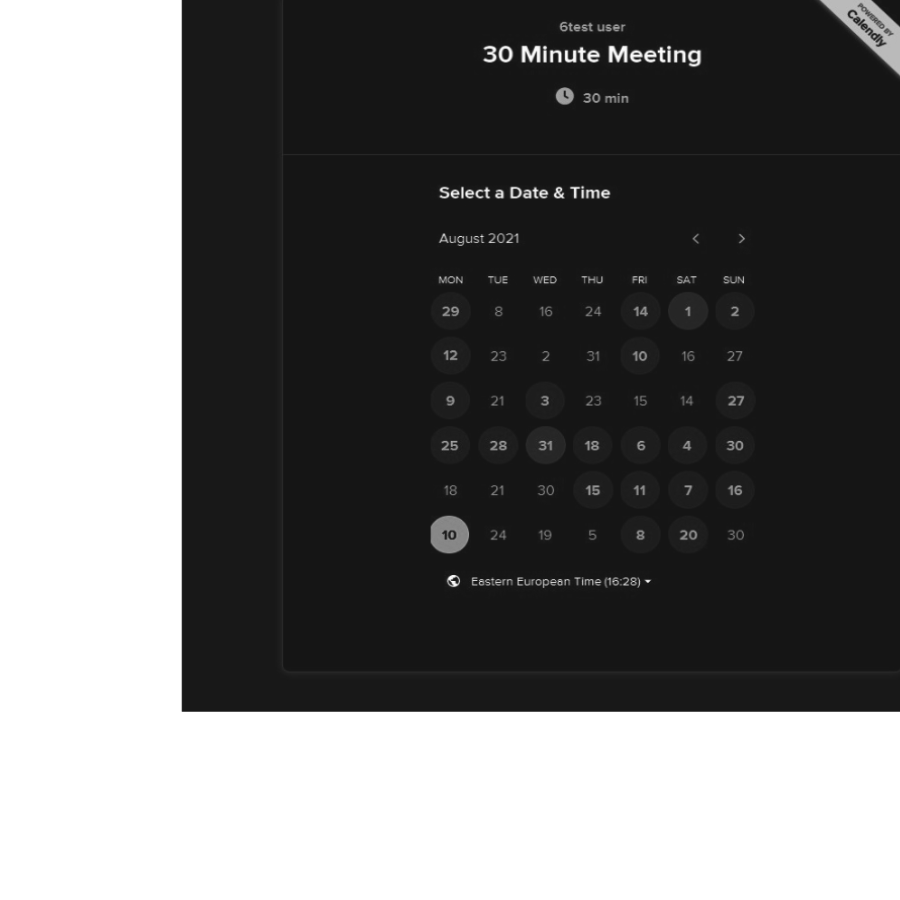 POWERED BY
Calendly
6test user
30 Minute Meeting
30 min
Select a Date & Time
August 2021
MON TUE WED THU FRI SAT SUN
29 8 16 24 14 1 2
12 23 2 31 10 16 27
9 21 3 23 15 14 27
25 28 31 18 6 4 30
18 21 30 15 11 7 16
10 24 19 5 8 20 30
Eastern European Time (16:28)